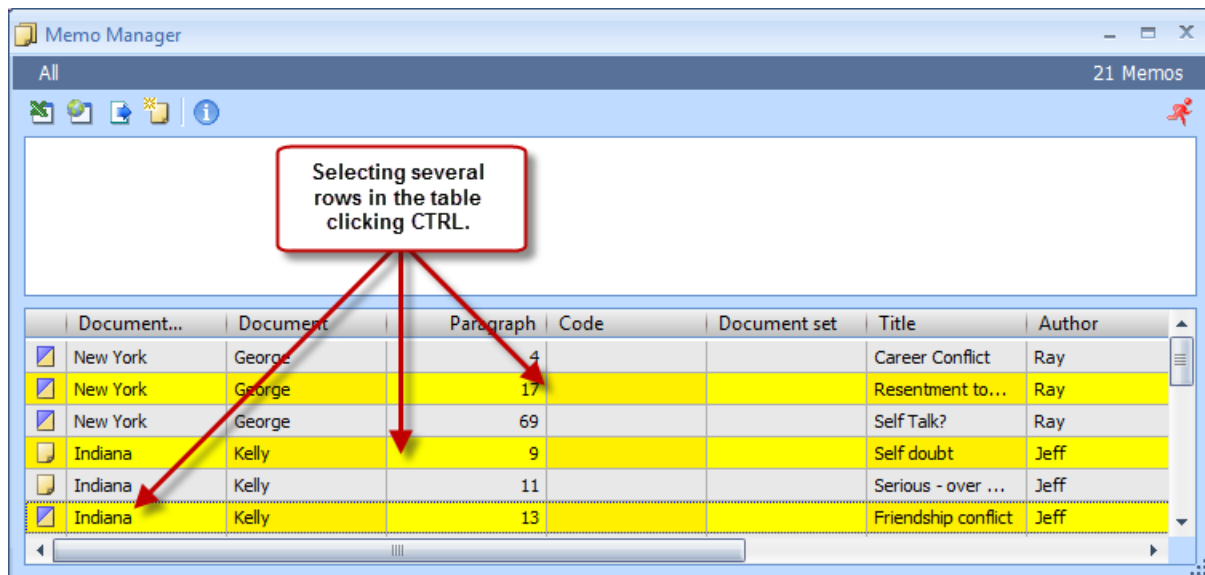 Memo Manager
All 21 Memos
Selecting several
rows in the table
clicking CTRL.
Document... Document Paragraph Code Document set Title Author
New York George 4 Career Conflict Ray
New York George 17 Resentment to... Ray
New York George 69 Self Talk? Ray
Indiana Kelly 9 Self doubt Jeff
Indiana Kelly 11 Serious - over ... Jeff
Indiana Kelly 13 Friendship conflict Jeff